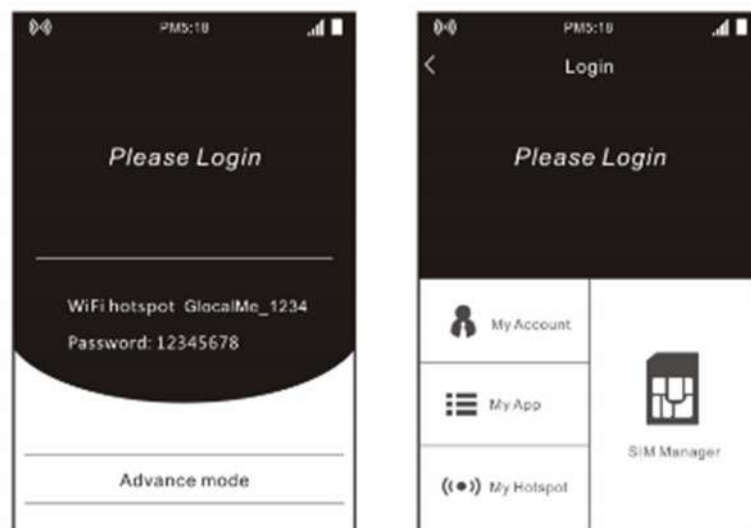 PM5:18
Please Login
WiFi hotspot GlocalMe_1234
Password: 12345678
Advance mode
PM5:18
Login
Please Login
My Account
My App
My Hotspot
SIM Manager